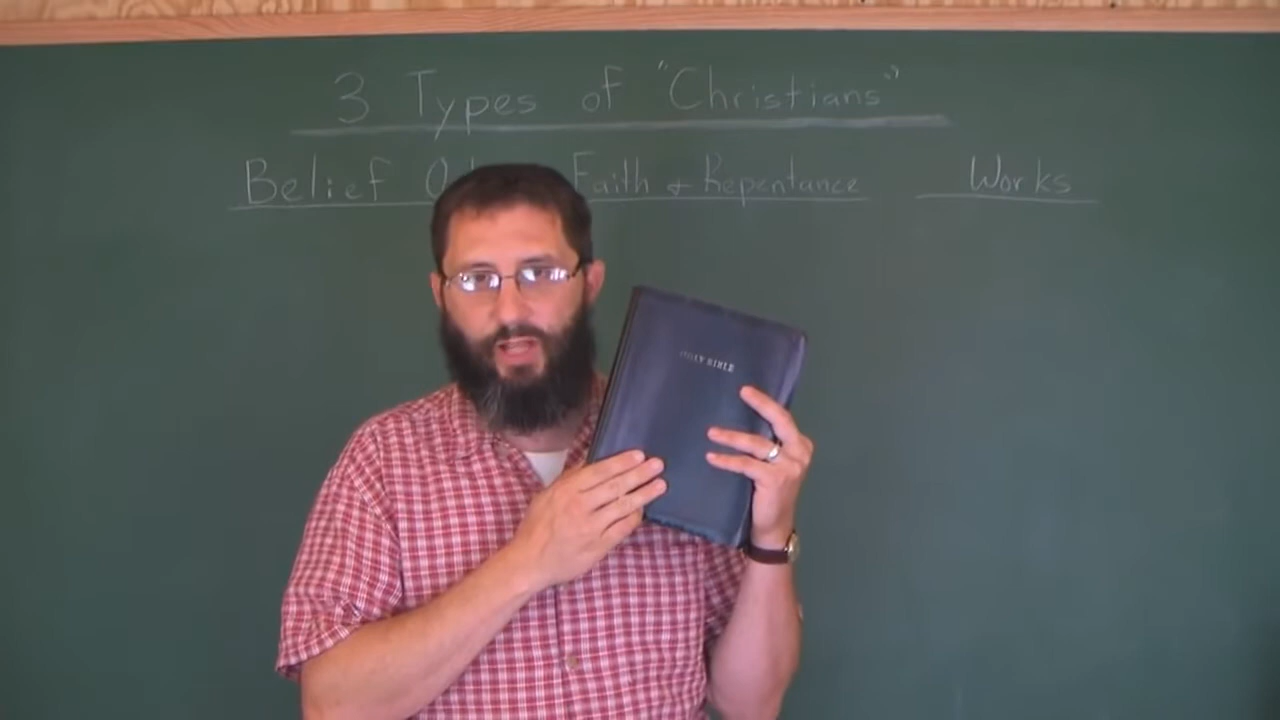 3 Types of "Christians"
Belief Faith & Repentance Works
HOLY BIBLE